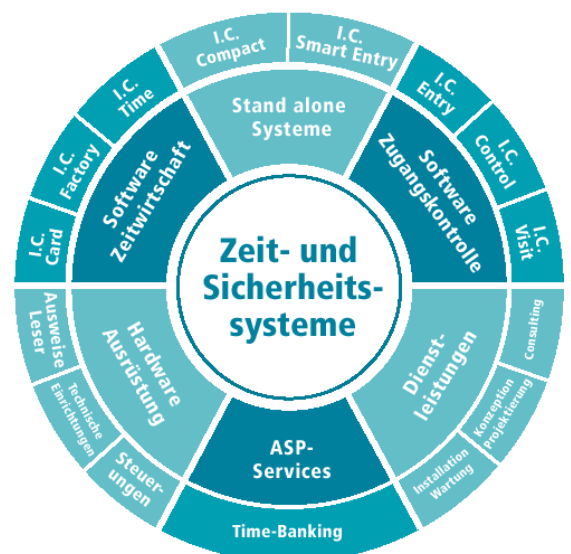 Zeit- und
Sicherheits-
systeme
Stand alone
Systeme
I.C.
Compact
I.C.
Smart Entry
Software
Zugangskontrolle
I.C.
Entry
I.C.
Control
I.C.
Visit
Dienst-
leistungen
Consulting
Konzeption
Projektierung
Installation
Wartung
ASP-
Services
Time-Banking
Hardware
Ausrüstung
Steuer-
ungen
Technische
Einrichtungen
Ausweise
Leser
Software
Zeitwirtschaft
I.C.
Card
I.C.
Factory
I.C.
Time